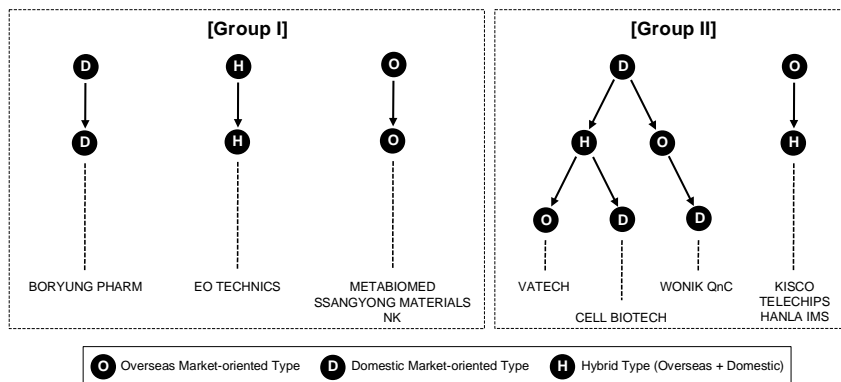 [Group I]
[Group II]
D
H
O
D
O
D
H
O
H
O
H
O
D
D
BORYUNG PHARM
EO TECHNICS
METABIOMED
SSANGYONG MATERIALS
NK
VATECH
CELL BIOTECH
WONIK QnC
KISCO
TELECHIPS
HANLA IMS
O Overseas Market-oriented Type
D Domestic Market-oriented Type
H Hybrid Type (Overseas + Domestic)